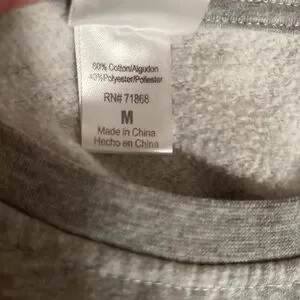 60% Cotton/Algodon
40%Polyester/Poliester
RN# 71868
M
Made in China
Hecho en China